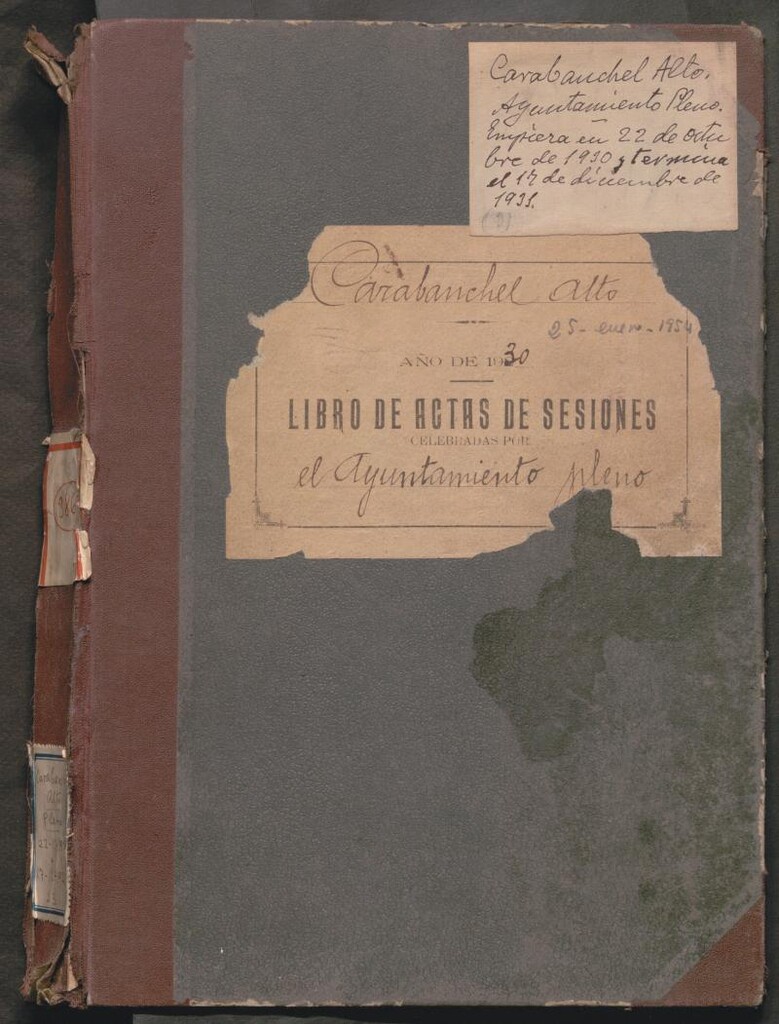 Carabanchel Alto.
Ayuntamiento Pleno.
Empieza en 22 de octu
bre de 1930 y termina
el 17 de diciembre de
1931.
Carabanchel Alto
25 - enero - 1954
AÑO DE 1930
LIBRO DE ACTAS DE SESIONES
CELEBRADAS POR
el Ayuntamiento pleno